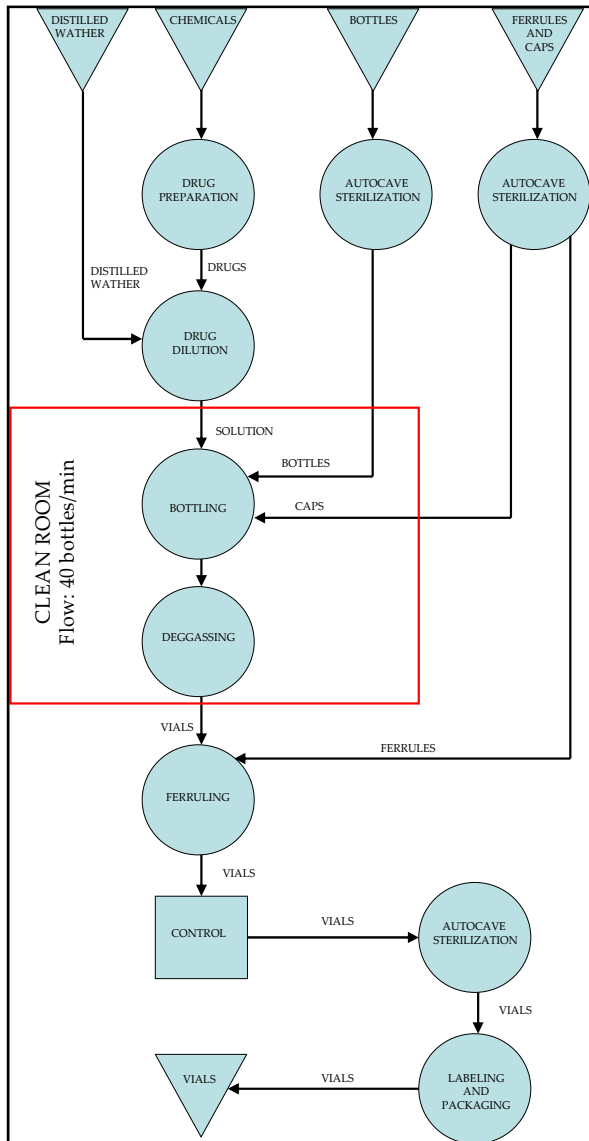 DISTILLED
WATHER
CHEMICALS
BOTTLES
FERRULES
AND
CAPS
DRUG
PREPARATION
AUTOCAVE
STERILIZATION
AUTOCAVE
STERILIZATION
DISTILLED
WATHER
DRUGS
DRUG
DILUTION
SOLUTION
BOTTLES
CAPS
BOTTLING
CLEAN ROOM
Flow: 40 bottles/min
DEGGASSING
VIALS
FERRULES
FERRULING
VIALS
CONTROL
VIALS
AUTOCAVE
STERILIZATION
VIALS
VIALS
VIALS
LABELING
AND
PACKAGING